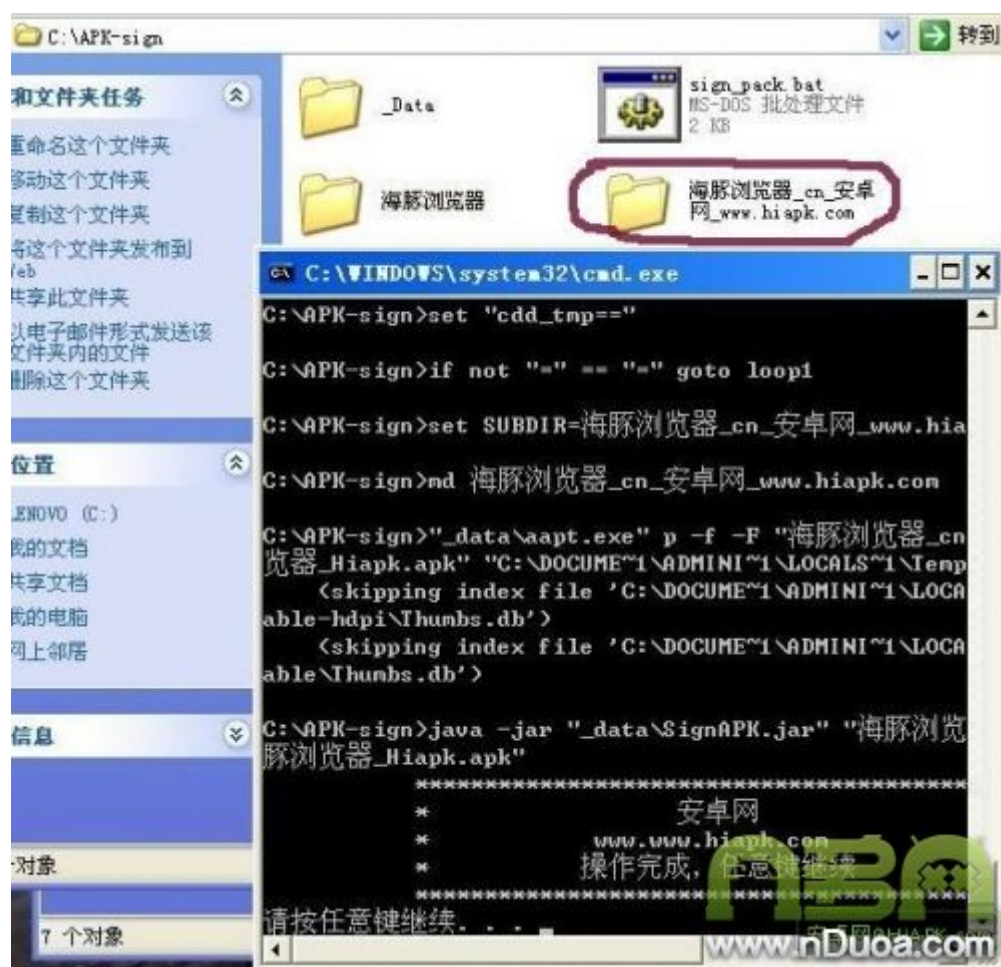 C:\APK-sign
转到
和文件夹任务
重命名这个文件夹
移动这个文件夹
复制这个文件夹
将这个文件夹发布到
Web
共享此文件夹
以电子邮件形式发送该
文件夹内的文件
删除这个文件夹
位置
LENOVO (C:)
我的文档
共享文档
我的电脑
网上邻居
信息
个对象
7 个对象
_Data
sign_pack.bat
MS-DOS 批处理文件
2 KB
海豚浏览器
海豚浏览器_cn_安卓
网_www.hiapk.com
C:\WINDOWS\system32\cmd.exe
C:\APK-sign>set "cdd_tmp=="
C:\APK-sign>if not "=" == "=" goto loop1
C:\APK-sign>set SUBDIR=海豚浏览器_cn_安卓网_www.hia
C:\APK-sign>md 海豚浏览器_cn_安卓网_www.hiapk.com
C:\APK-sign>"_data\aapt.exe" p -f -F "海豚浏览器_cn
览器_Hiapk.apk" "C:\DOCUME~1\ADMINI~1\LOCALS~1\Temp
(skipping index file 'C:\DOCUME~1\ADMINI~1\LOCA
able-hdpi\Thumbs.db')
(skipping index file 'C:\DOCUME~1\ADMINI~1\LOCA
able\Thumbs.db')
C:\APK-sign>java -jar "_data\SignAPK.jar" "海豚浏览
豚浏览器_Hiapk.apk"
******************************************
* 安卓网
* www.www.hiapk.com
* 操作完成, 任意键继续
******************************************
请按任意键继续. . .
www.nDuoa.com